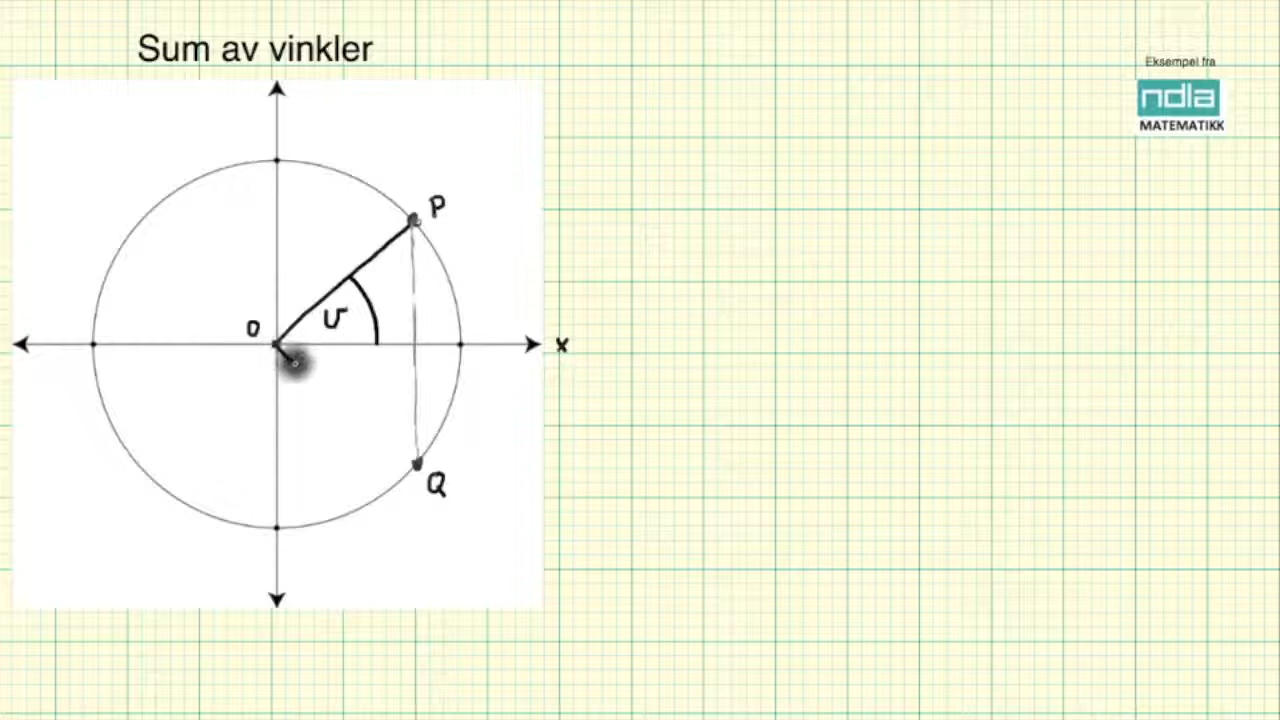 Sum av vinkler
Eksempel fra
ndla
MATEMATIKK
P
O
v
x
Q